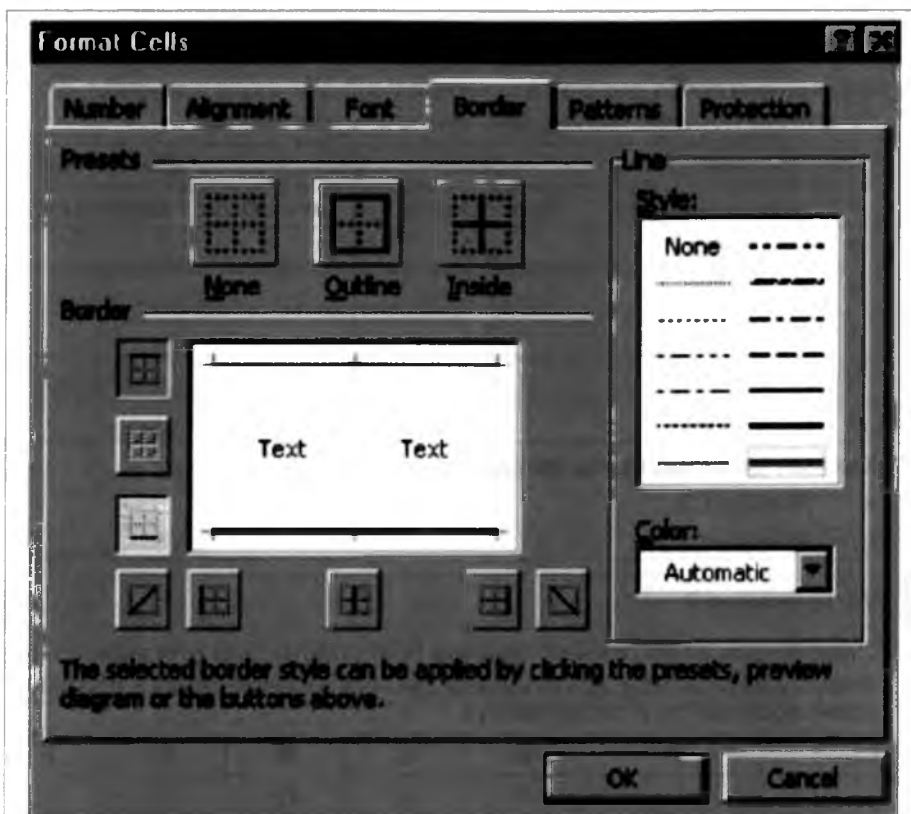 Format Cells
Number Alignment Font Border Patterns Protection
Presets
None Outline Inside
Border
Text Text
Line
Style:
None
Color:
Automatic
The selected border style can be applied by clicking the presets, preview
diagram or the buttons above.
OK Cancel